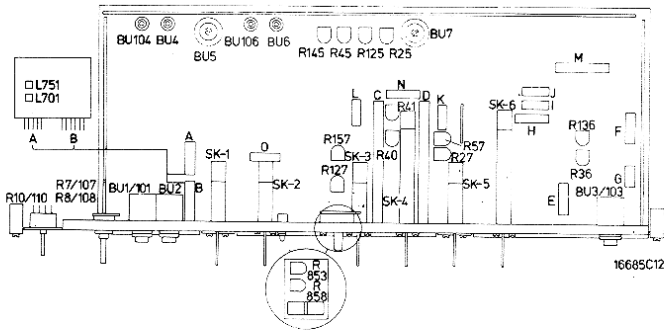 BU104 BU4 BU106 BU6 BU7
BU5
R145 R45 R125 R25
M
L751
L701
L C N D K SK-6
R41
J
I
H
F
A B
A
R157 R57 R136
SK-1 O SK-3 R40 R27
R127 R36 G
R7/107 BU1/101 BU2 B SK-2 SK-4 SK-5 E BU3/103
R10/110 R8/108
16685C12
R
853
R
858